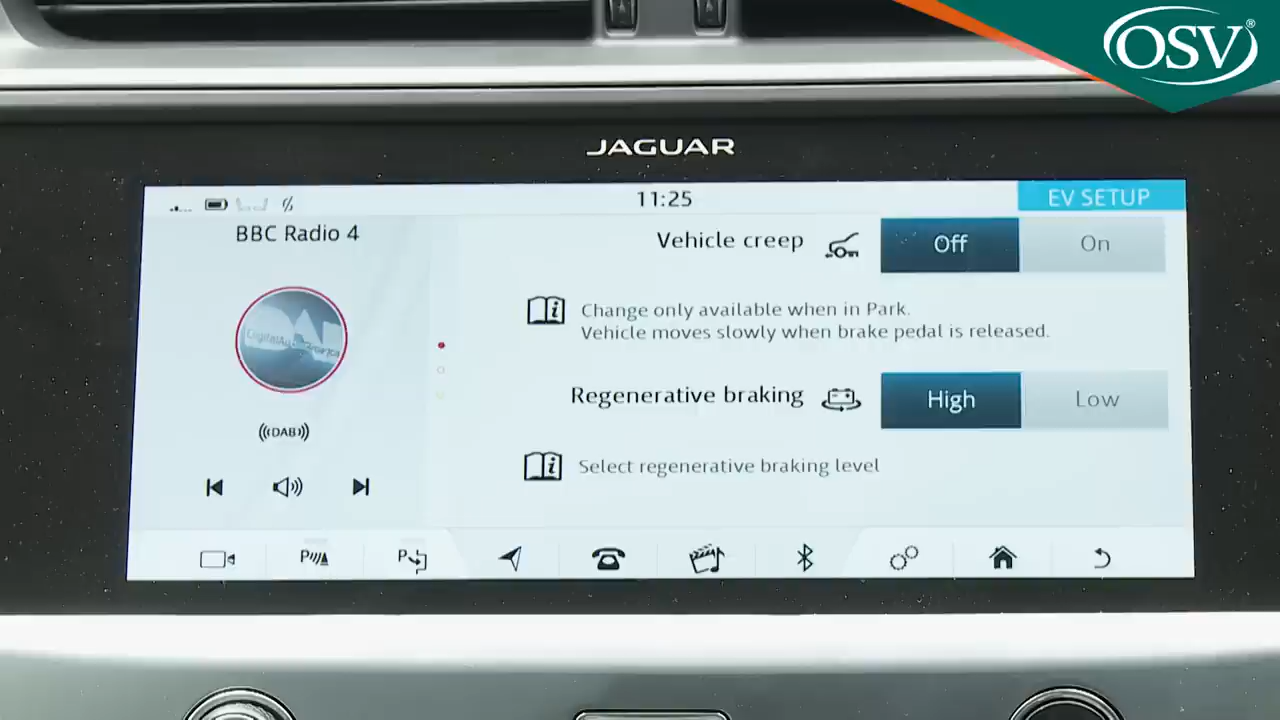 OSV®
JAGUAR
11:25
EV SETUP
BBC Radio 4
Vehicle creep
Off
On
Change only available when in Park.
Vehicle moves slowly when brake pedal is released.
Regenerative braking
High
Low
((DAB))
Select regenerative braking level
P
P